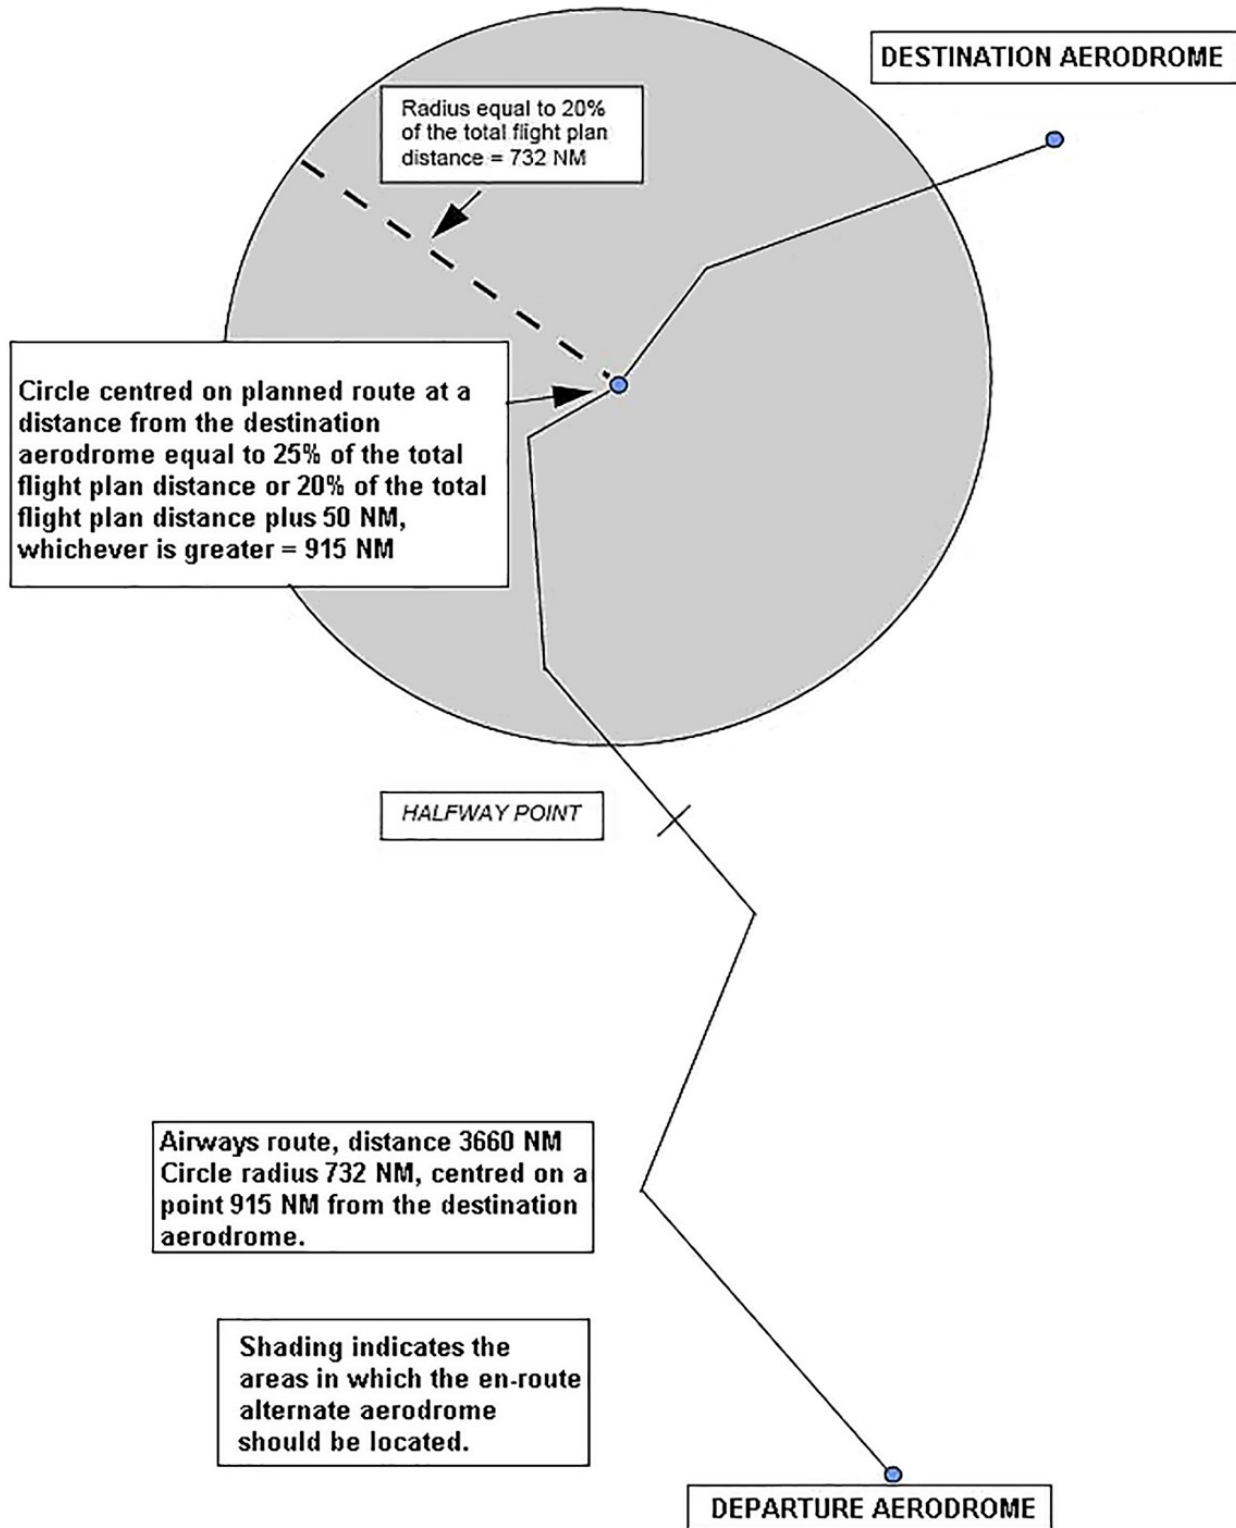 DESTINATION AERODROME
Radius equal to 20%
of the total flight plan
distance = 732 NM
Circle centred on planned route at a
distance from the destination
aerodrome equal to 25% of the total
flight plan distance or 20% of the total
flight plan distance plus 50 NM,
whichever is greater = 915 NM
HALFWAY POINT
Airways route, distance 3660 NM
Circle radius 732 NM, centred on a
point 915 NM from the destination
aerodrome.
Shading indicates the
areas in which the en-route
alternate aerodrome
should be located.
DEPARTURE AERODROME